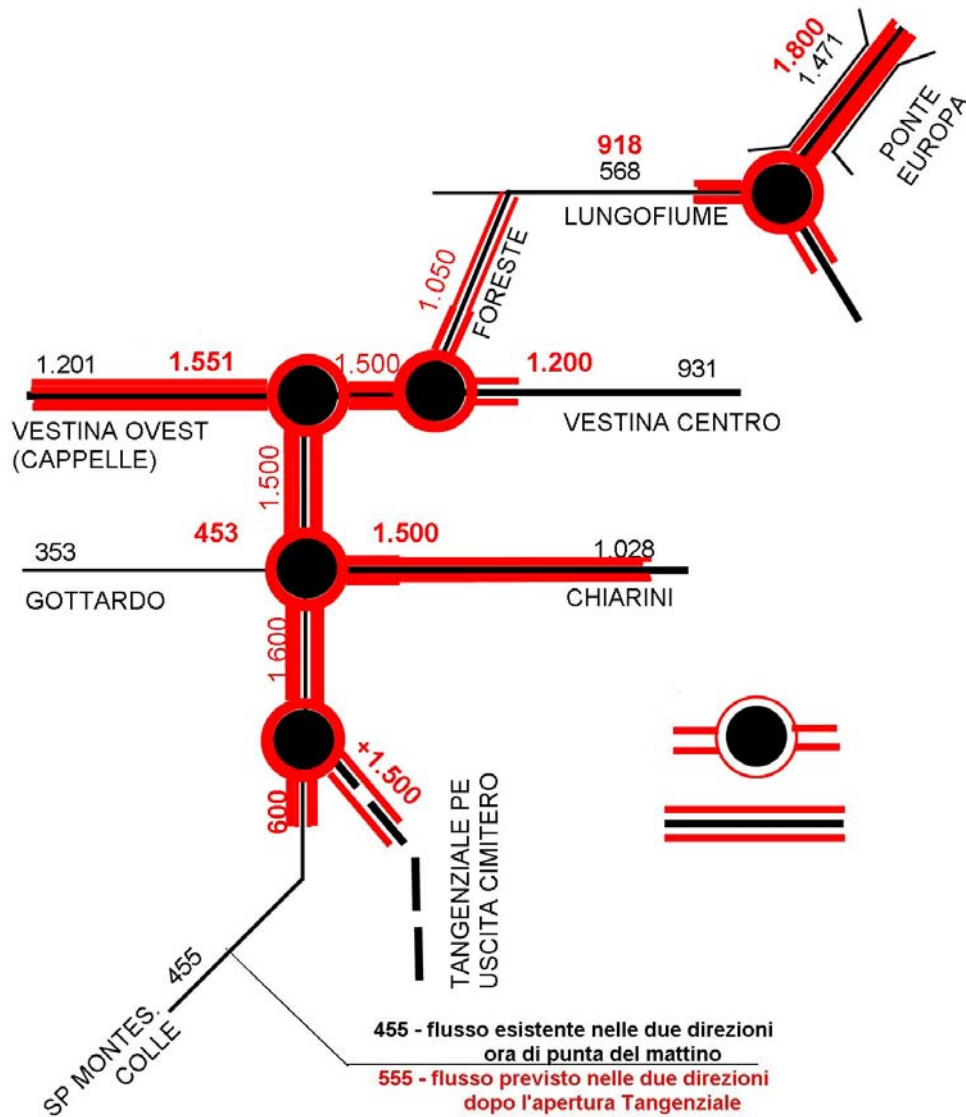 1.800
1.471
PONTE
EUROPA
918
568
LUNGOFIUME
1.050
FORESTE
1.201
1.551
1.500
1.200
931
VESTINA OVEST
(CAPPELLE)
VESTINA CENTRO
1.500
353
453
1.500
1.028
GOTTARDO
CHIARINI
1.600
600
+1.500
TANGENZIALE PE
USCITA CIMITERO
455
SP MONTES.
COLLE
455 - flusso esistente nelle due direzioni
ora di punta del mattino
555 - flusso previsto nelle due direzioni
dopo l'apertura Tangenziale